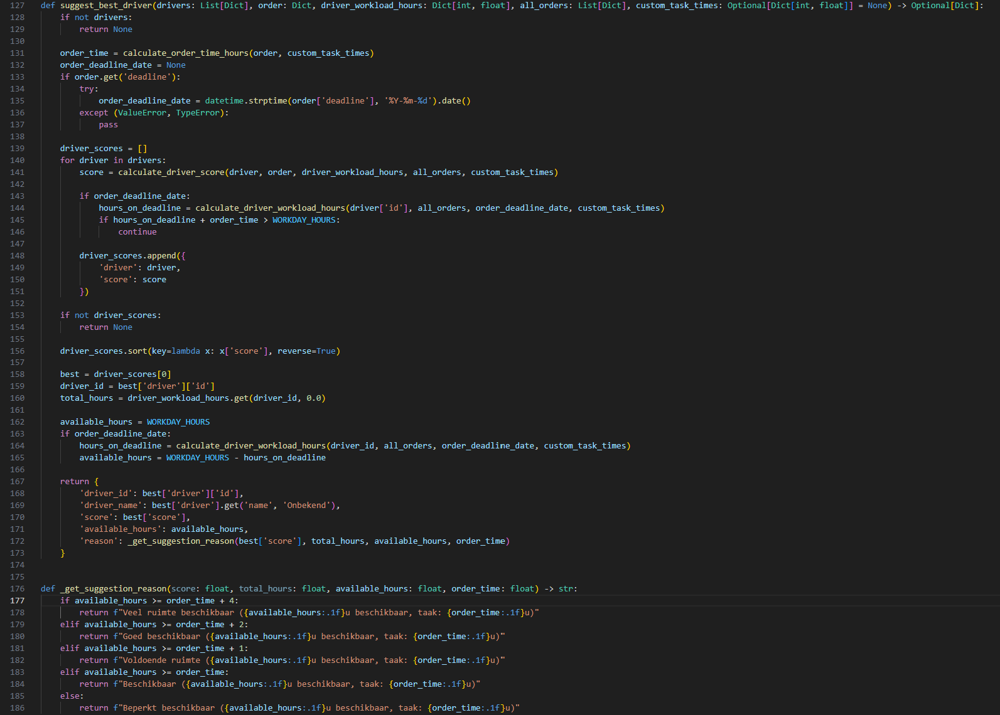 127 def suggest_best_driver(drivers: List[Dict], order: Dict, driver_workload_hours: Dict[int, float], all_orders: List[Dict], custom_task_times: Optional[Dict[int, float]] = None) -> Optional[Dict]:
128     if not drivers:
129         return None
130
131     order_time = calculate_order_time_hours(order, custom_task_times)
132     order_deadline_date = None
133     if order.get('deadline'):
134         try:
135             order_deadline_date = datetime.strptime(order['deadline'], '%Y-%m-%d').date()
136         except (ValueError, TypeError):
137             pass
138
139     driver_scores = []
140     for driver in drivers:
141         score = calculate_driver_score(driver, order, driver_workload_hours, all_orders, custom_task_times)
142
143         if order_deadline_date:
144             hours_on_deadline = calculate_driver_workload_hours(driver['id'], all_orders, order_deadline_date, custom_task_times)
145             if hours_on_deadline + order_time > WORKDAY_HOURS:
146                 continue
147
148         driver_scores.append({
149             'driver': driver,
150             'score': score
151         })
152
153     if not driver_scores:
154         return None
155
156     driver_scores.sort(key=lambda x: x['score'], reverse=True)
157
158     best = driver_scores[0]
159     driver_id = best['driver']['id']
160     total_hours = driver_workload_hours.get(driver_id, 0.0)
161
162     available_hours = WORKDAY_HOURS
163     if order_deadline_date:
164         hours_on_deadline = calculate_driver_workload_hours(driver_id, all_orders, order_deadline_date, custom_task_times)
165         available_hours = WORKDAY_HOURS - hours_on_deadline
166
167     return {
168         'driver_id': best['driver']['id'],
169         'driver_name': best['driver'].get('name', 'Onbekend'),
170         'score': best['score'],
171         'available_hours': available_hours,
172         'reason': _get_suggestion_reason(best['score'], total_hours, available_hours, order_time)
173     }
174
175
176 def _get_suggestion_reason(score: float, total_hours: float, available_hours: float, order_time: float) -> str:
177     if available_hours >= order_time + 4:
178         return f"Veel ruimte beschikbaar ({available_hours:.1f}u beschikbaar, taak: {order_time:.1f}u)"
179     elif available_hours >= order_time + 2:
180         return f"Goed beschikbaar ({available_hours:.1f}u beschikbaar, taak: {order_time:.1f}u)"
181     elif available_hours >= order_time + 1:
182         return f"Voldoende ruimte ({available_hours:.1f}u beschikbaar, taak: {order_time:.1f}u)"
183     elif available_hours >= order_time:
184         return f"Beschikbaar ({available_hours:.1f}u beschikbaar, taak: {order_time:.1f}u)"
185     else:
186         return f"Beperkt beschikbaar ({available_hours:.1f}u beschikbaar, taak: {order_time:.1f}u)"